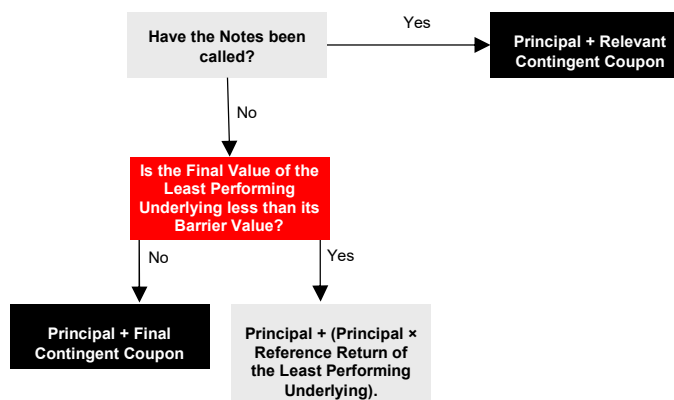 Have the Notes been
called?
Yes
Principal + Relevant
Contingent Coupon
No
Is the Final Value of the
Least Performing
Underlying less than its
Barrier Value?
No
Yes
Principal + Final
Contingent Coupon
Principal + (Principal ×
Reference Return of
the Least Performing
Underlying).